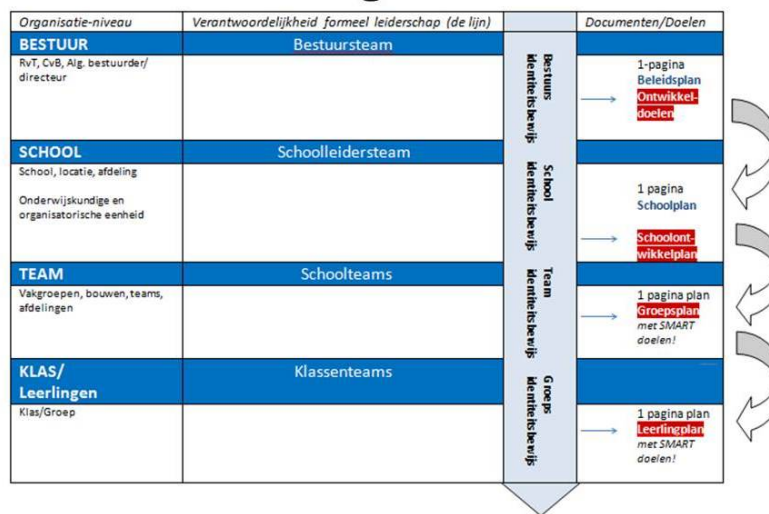 Organisatie-niveau
Verantwoordelijkheid formeel leiderschap (de lijn)
Documenten/Doelen
BESTUUR
Bestuursteam
RvT, CvB, Alg. bestuurder/
directeur
Bestuurs
identiteitsbewijs
1-pagina
Beleidsplan
Ontwikkel-
doelen
SCHOOL
Schoolleidersteam
School, locatie, afdeling
Onderwijskundige en
organisatorische eenheid
School
identiteitsbewijs
1 pagina
Schoolplan
Schoolont-
wikkelplan
TEAM
Schoolteams
Vakgroepen, bouwen, teams,
afdelingen
Team
identiteitsbewijs
1 pagina plan
Groepsplan
met SMART
doelen!
KLAS/
Leerlingen
Klassenteams
Klas/Groep
Groeps
identiteitsbewijs
1 pagina plan
Leerlingplan
met SMART
doelen!